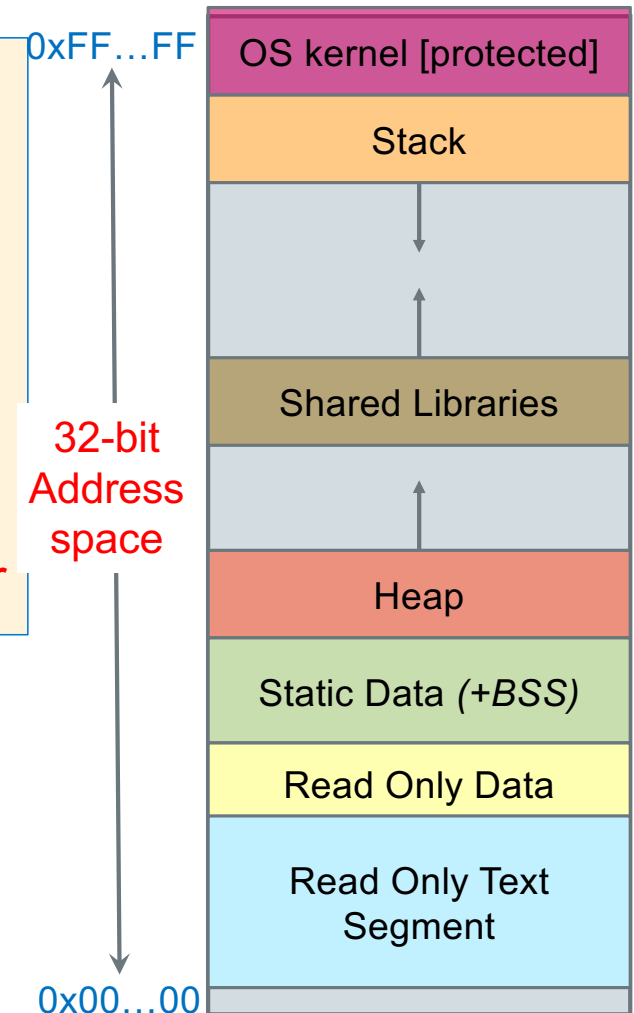 0xFF…FF
OS kernel [protected]
Stack
Shared Libraries
32-bit
Address
space
Heap
Static Data (+BSS)
Read Only Data
Read Only Text
Segment
0x00…00